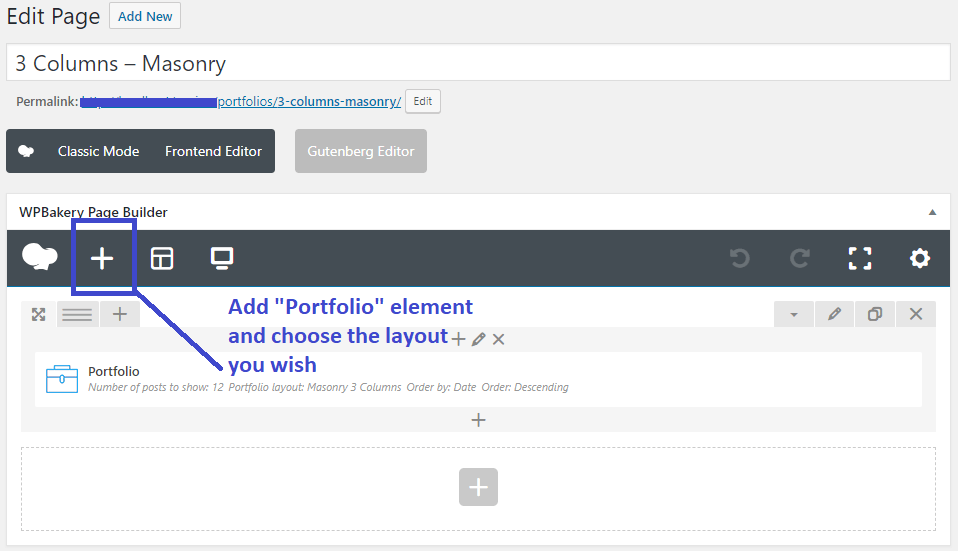 Edit Page Add New
3 Columns – Masonry
Permalink: /portfolios/3-columns-masonry/ Edit
Classic Mode Frontend Editor Gutenberg Editor
WPBakery Page Builder
Add "Portfolio" element
and choose the layout
you wish
Portfolio
Number of posts to show: 12 Portfolio layout: Masonry 3 Columns Order by: Date Order: Descending